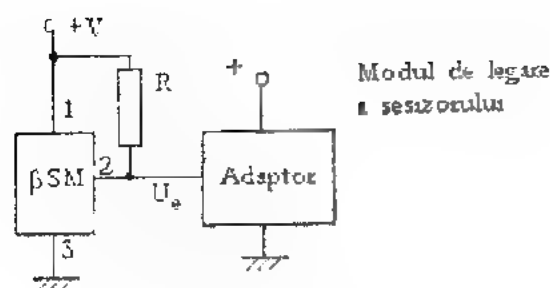 +V
R
1
+
Modul de legare
a sesizorului
βSM
2
Adaptor
Ue
3